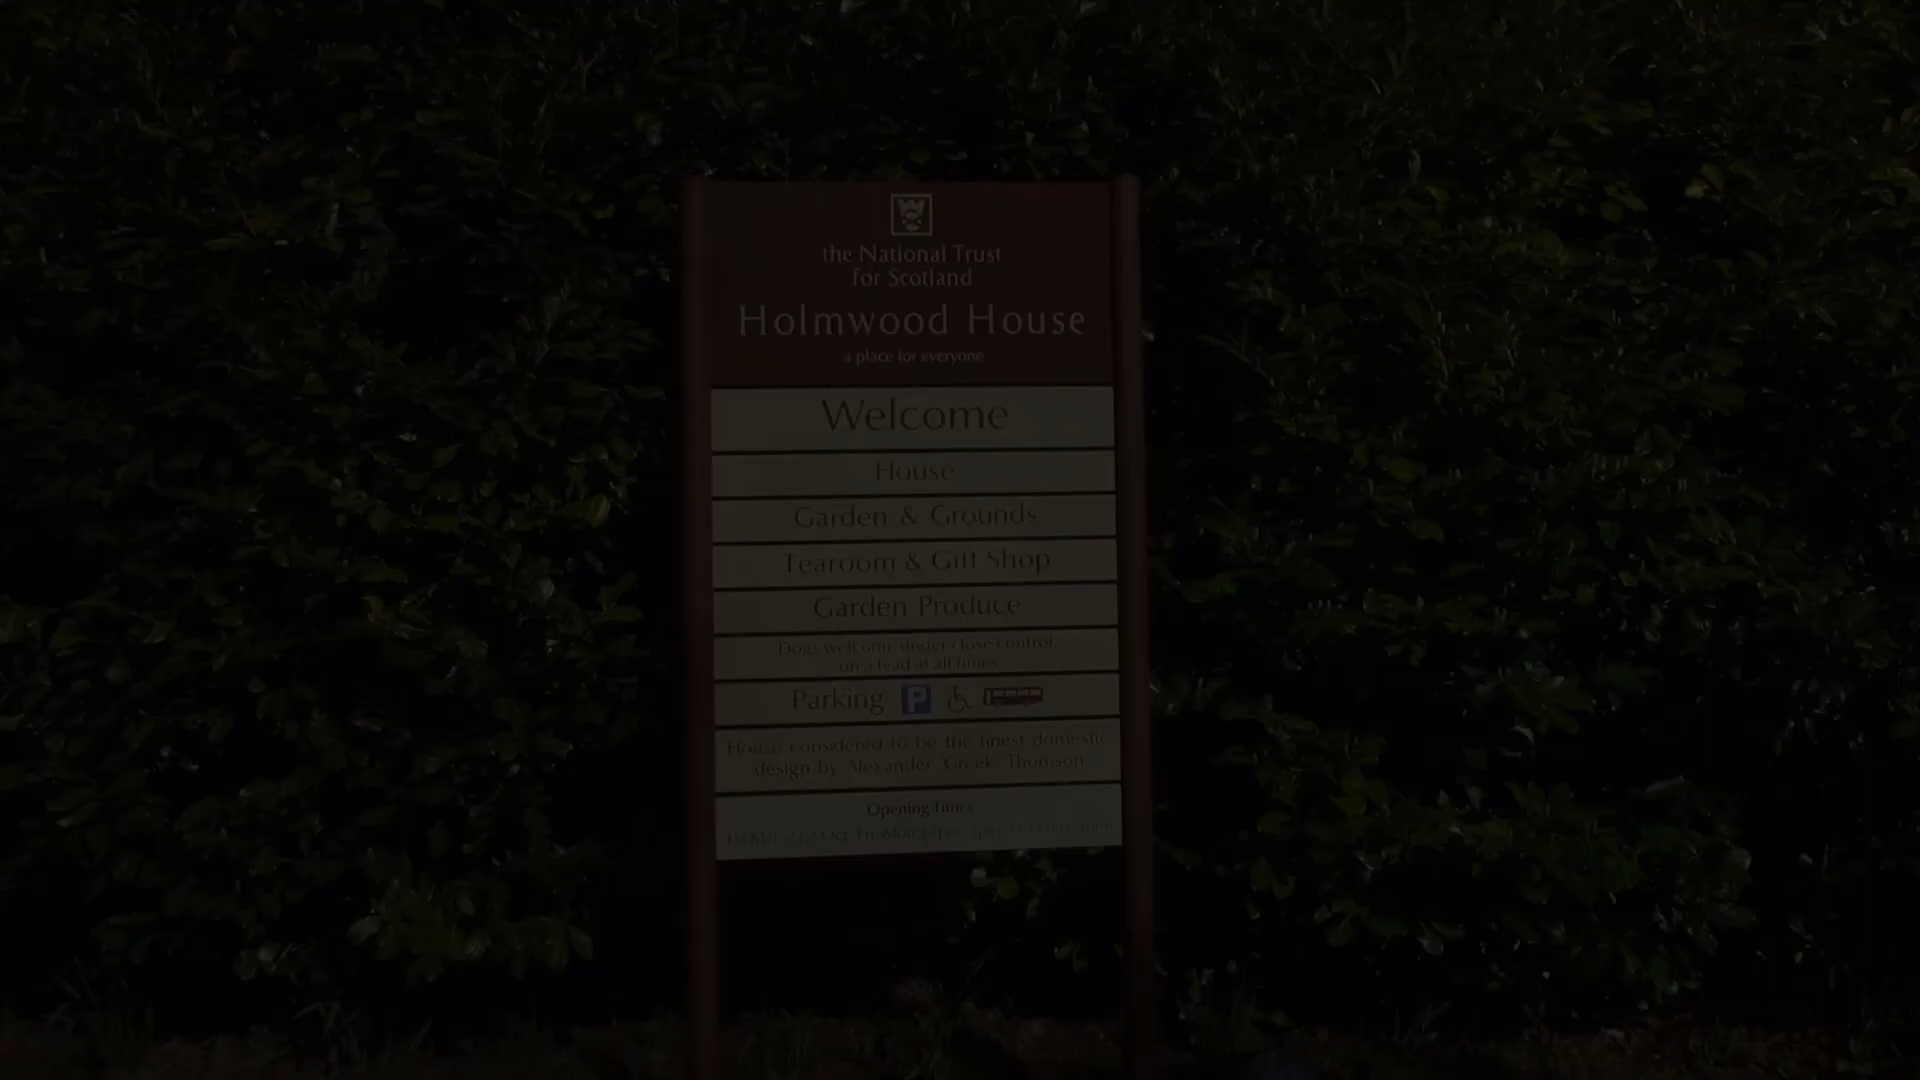 the National Trust
for Scotland
Holmwood House
a place for everyone
Welcome
House
Garden & Grounds
Tearoom & Gift Shop
Garden Produce
Dogs welcome under close control
on a lead at all times
Parking P
House considered to be the finest domestic
design by Alexander 'Greek' Thomson
Opening Times